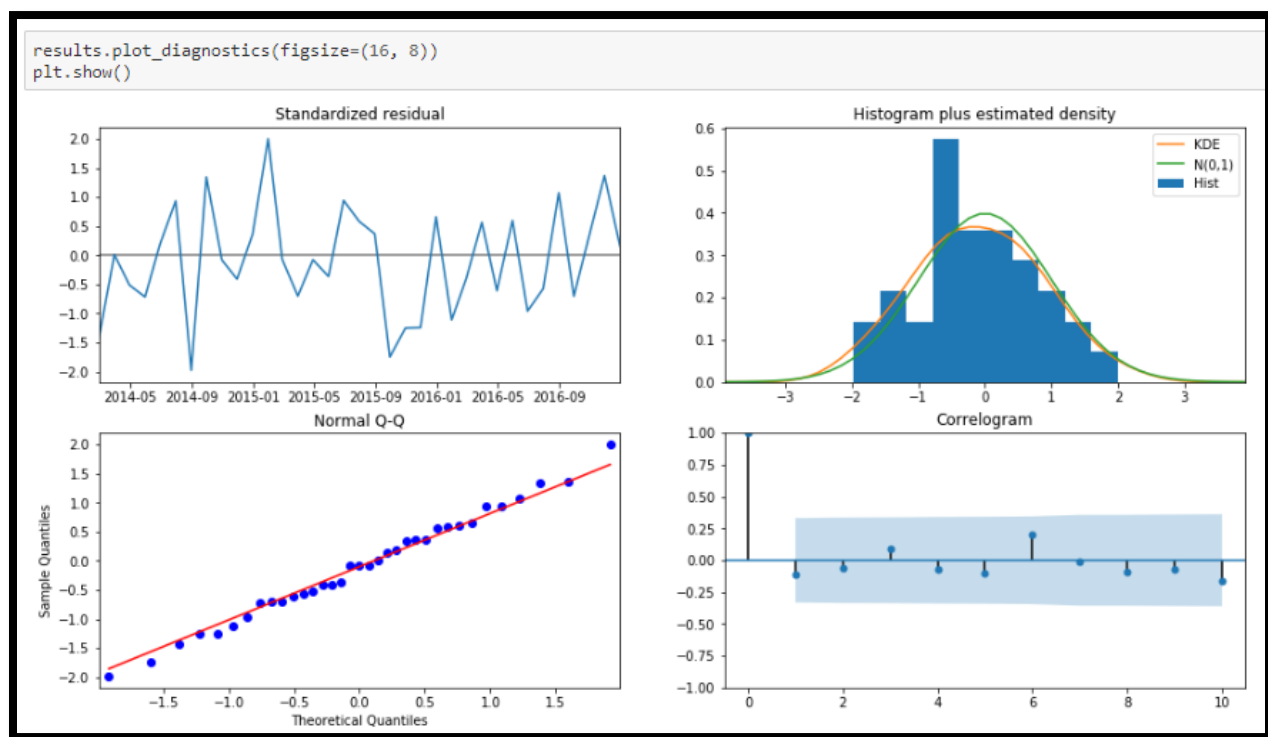 results.plot_diagnostics(figsize=(16, 8))
plt.show()
Standardized residual
2.0
1.5
1.0
0.5
0.0
−0.5
−1.0
−1.5
−2.0
2014-05 2014-09 2015-01 2015-05 2015-09 2016-01 2016-05 2016-09
Histogram plus estimated density
0.6
0.5
0.4
0.3
0.2
0.1
0.0
−3 −2 −1 0 1 2 3
KDE
N(0,1)
Hist
Normal Q-Q
Sample Quantiles
2.0
1.5
1.0
0.5
0.0
−0.5
−1.0
−1.5
−2.0
−1.5 −1.0 −0.5 0.0 0.5 1.0 1.5
Theoretical Quantiles
Correlogram
1.00
0.75
0.50
0.25
0.00
−0.25
−0.50
−0.75
−1.00
0 2 4 6 8 10